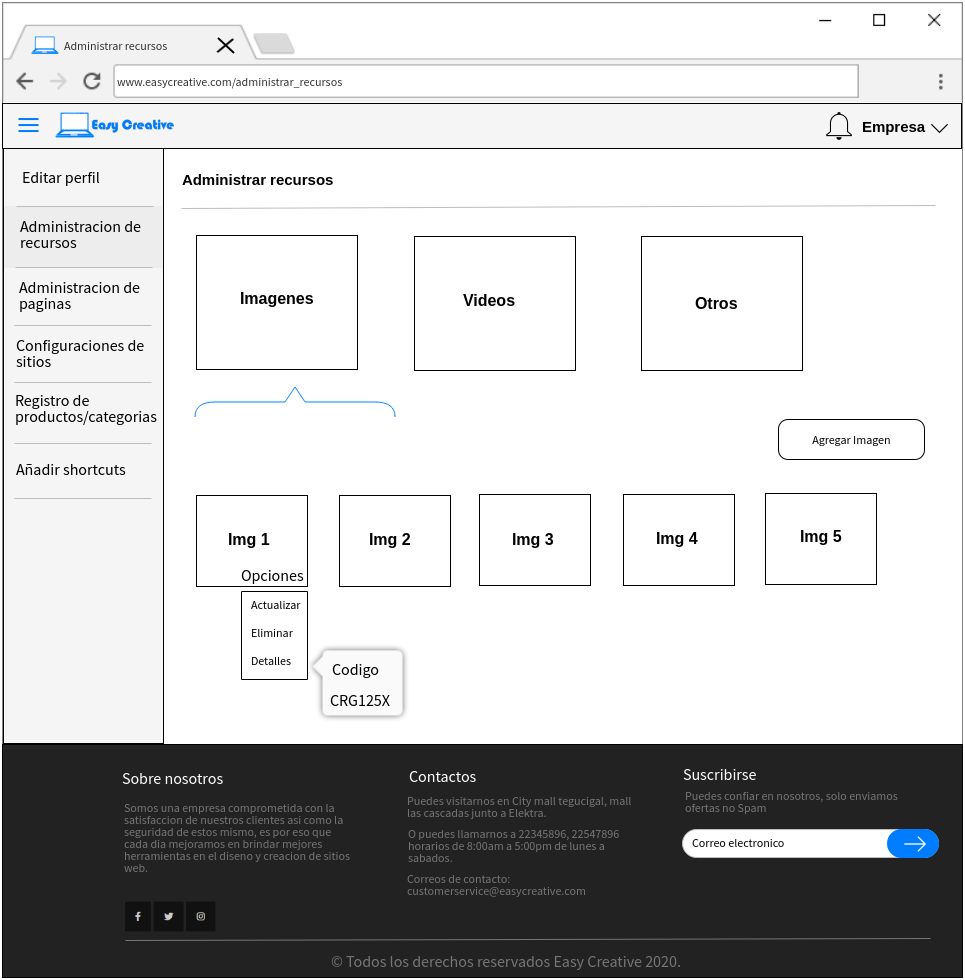 Administrar recursos
www.easycreative.com/administrar_recursos
Easy Creative
Empresa
Editar perfil
Administracion de
recursos
Administracion de
paginas
Configuraciones de
sitios
Registro de
productos/categorias
Añadir shortcuts
Administrar recursos
Imagenes
Videos
Otros
Agregar Imagen
Img 1
Img 2
Img 3
Img 4
Img 5
Opciones
Actualizar
Eliminar
Detalles
Codigo
CRG125X
Sobre nosotros
Somos una empresa comprometida con la
satisfaccion de nuestros clientes asi como la
seguridad de estos mismo, es por eso que
cada dia mejoramos en brindar mejores
herramientas en el diseno y creacion de sitios
web.
Contactos
Puedes visitarnos en City mall tegucigal, mall
las cascadas junto a Elektra.
O puedes llamarnos a 22345896, 22547896
horarios de 8:00am a 5:00pm de lunes a
sabados.
Correos de contacto:
customerservice@easycreative.com
Suscribirse
Puedes confiar en nosotros, solo enviamos
ofertas no Spam
Correo electronico
© Todos los derechos reservados Easy Creative 2020.